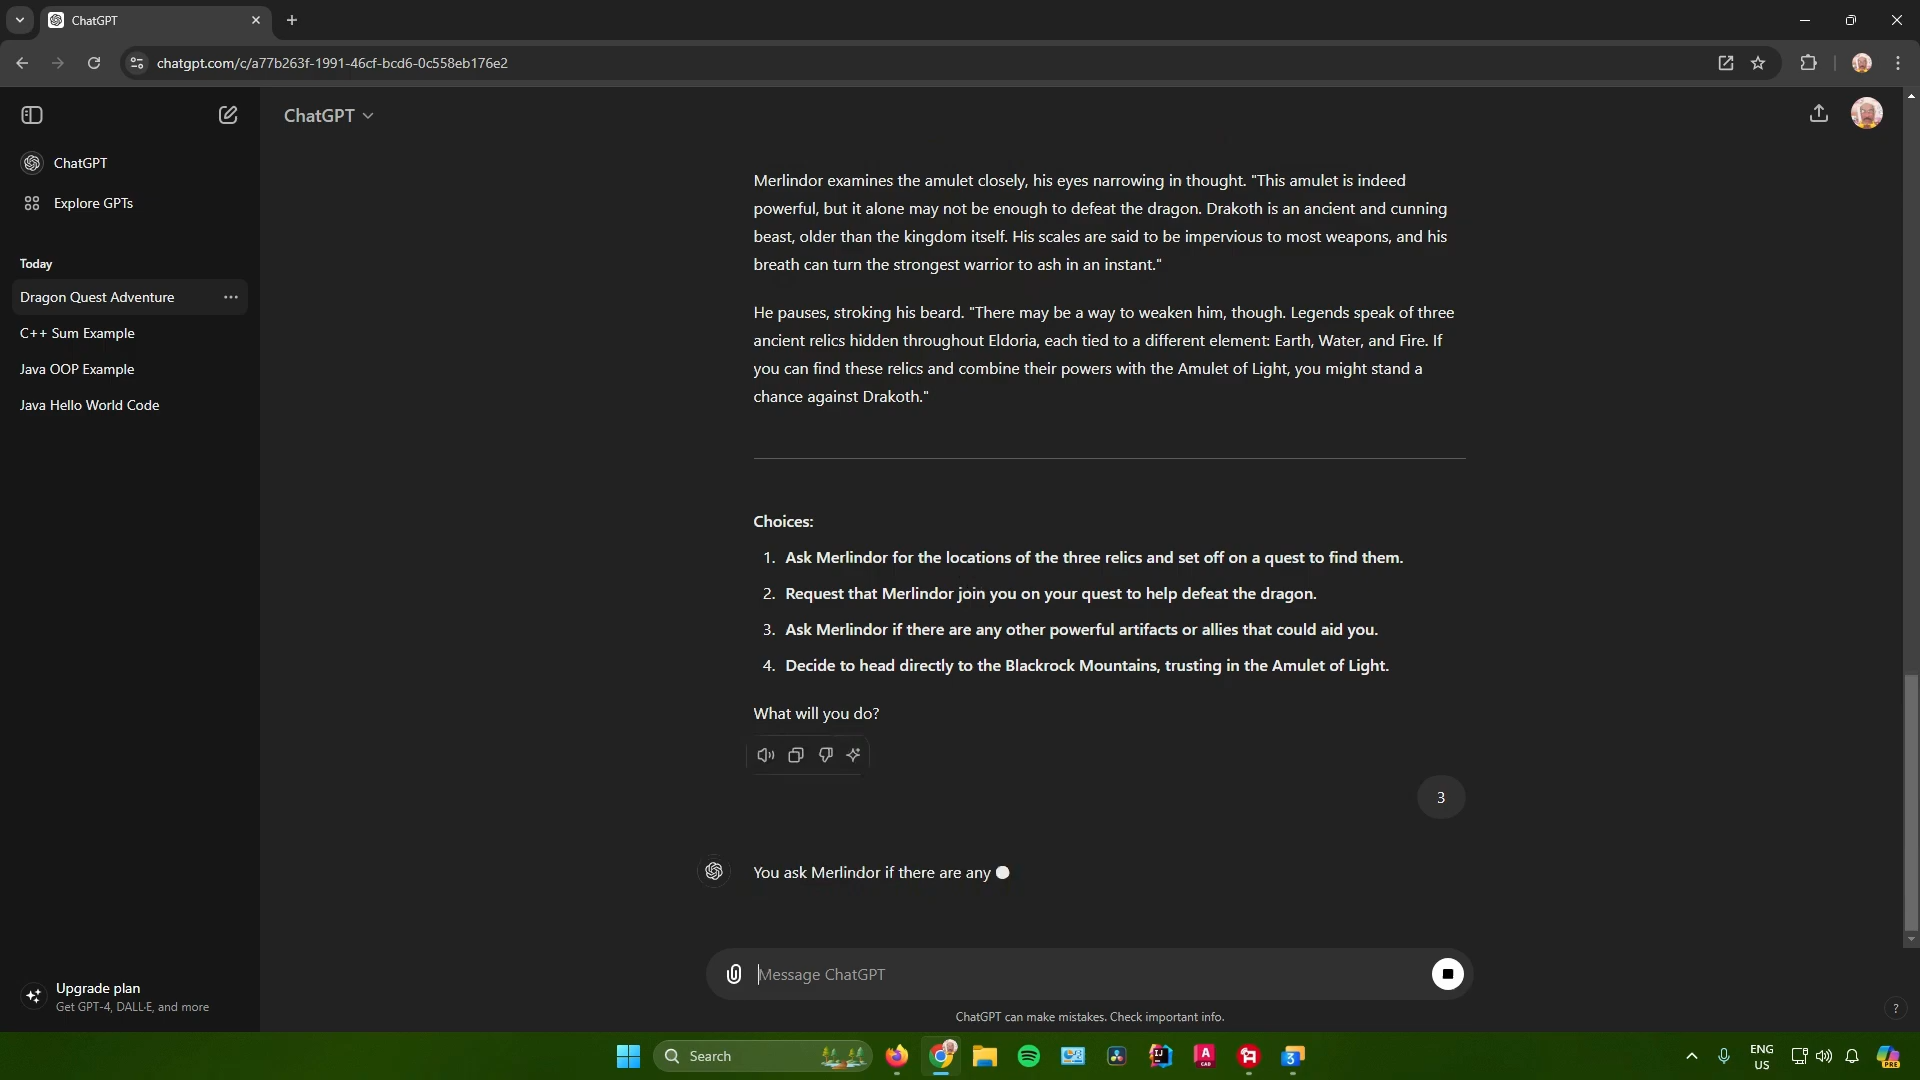 ChatGPT
chatgpt.com/c/a77b263f-1991-46cf-bcd6-0c558eb176e2
ChatGPT
ChatGPT
Explore GPTs
Today
Dragon Quest Adventure
C++ Sum Example
Java OOP Example
Java Hello World Code
Upgrade plan
Get GPT-4, DALL·E, and more
Merlindor examines the amulet closely, his eyes narrowing in thought. "This amulet is indeed
powerful, but it alone may not be enough to defeat the dragon. Drakoth is an ancient and cunning
beast, older than the kingdom itself. His scales are said to be impervious to most weapons, and his
breath can turn the strongest warrior to ash in an instant."
He pauses, stroking his beard. "There may be a way to weaken him, though. Legends speak of three
ancient relics hidden throughout Eldoria, each tied to a different element: Earth, Water, and Fire. If
you can find these relics and combine their powers with the Amulet of Light, you might stand a
chance against Drakoth."
Choices:
1. Ask Merlindor for the locations of the three relics and set off on a quest to find them.
2. Request that Merlindor join you on your quest to help defeat the dragon.
3. Ask Merlindor if there are any other powerful artifacts or allies that could aid you.
4. Decide to head directly to the Blackrock Mountains, trusting in the Amulet of Light.
What will you do?
3
You ask Merlindor if there are any
Message ChatGPT
ChatGPT can make mistakes. Check important info.
?
Search
ENG
US
PRE